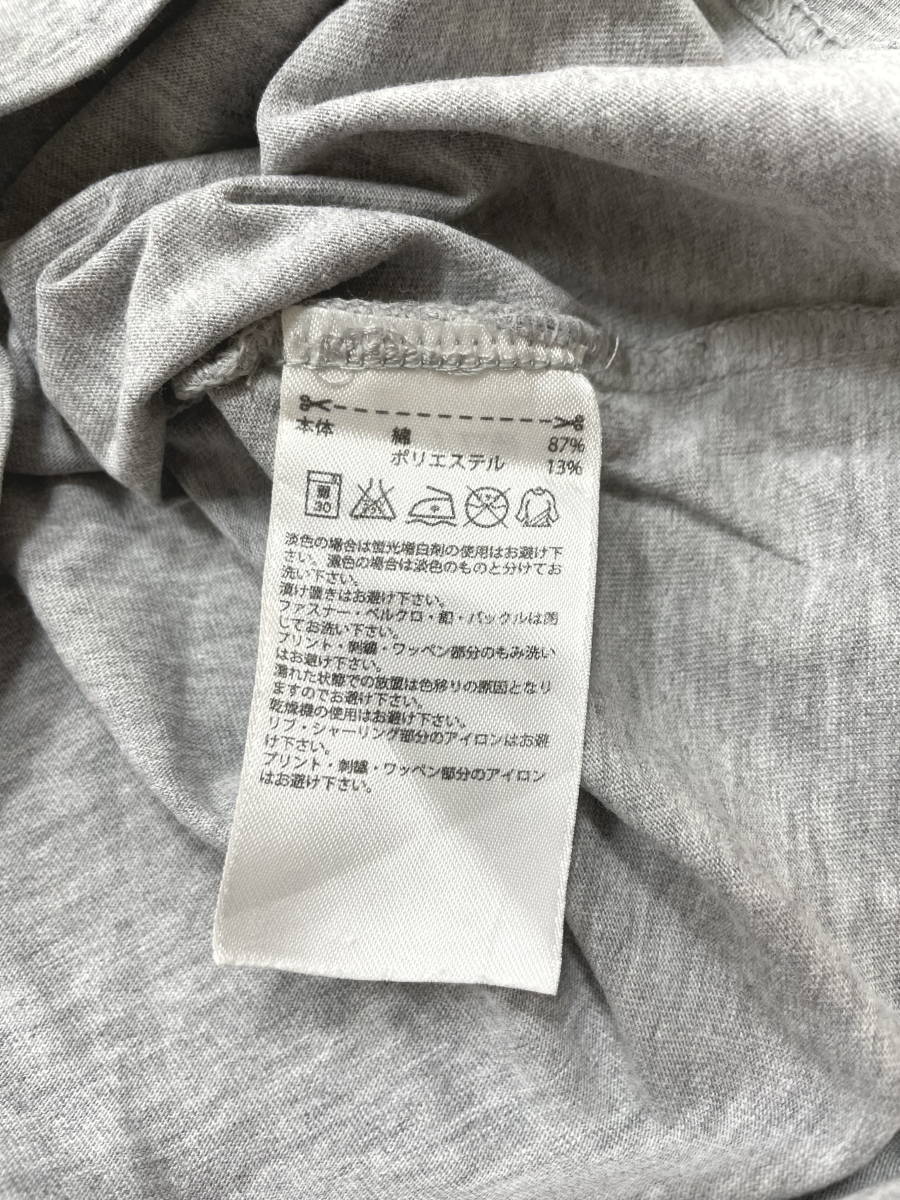 本体 綿 87%
ポリエステル 13%
弱
30
淡色の場合は蛍光増白剤の使用はお避け下
さい。濃色の場合は淡色のものと分けてお
洗い下さい。
漬け置きはお避け下さい。
ファスナー・ベルクロ・釦・バックルは閉
じてお洗い下さい。
プリント・刺繍・ワッペン部分のもみ洗い
はお避け下さい。
濡れた状態での放置は色移りの原因となり
ますのでお避け下さい。
乾燥機の使用はお避け下さい。
リブ・シャーリング部分のアイロンはお避
け下さい。
プリント・刺繍・ワッペン部分のアイロン
はお避け下さい。